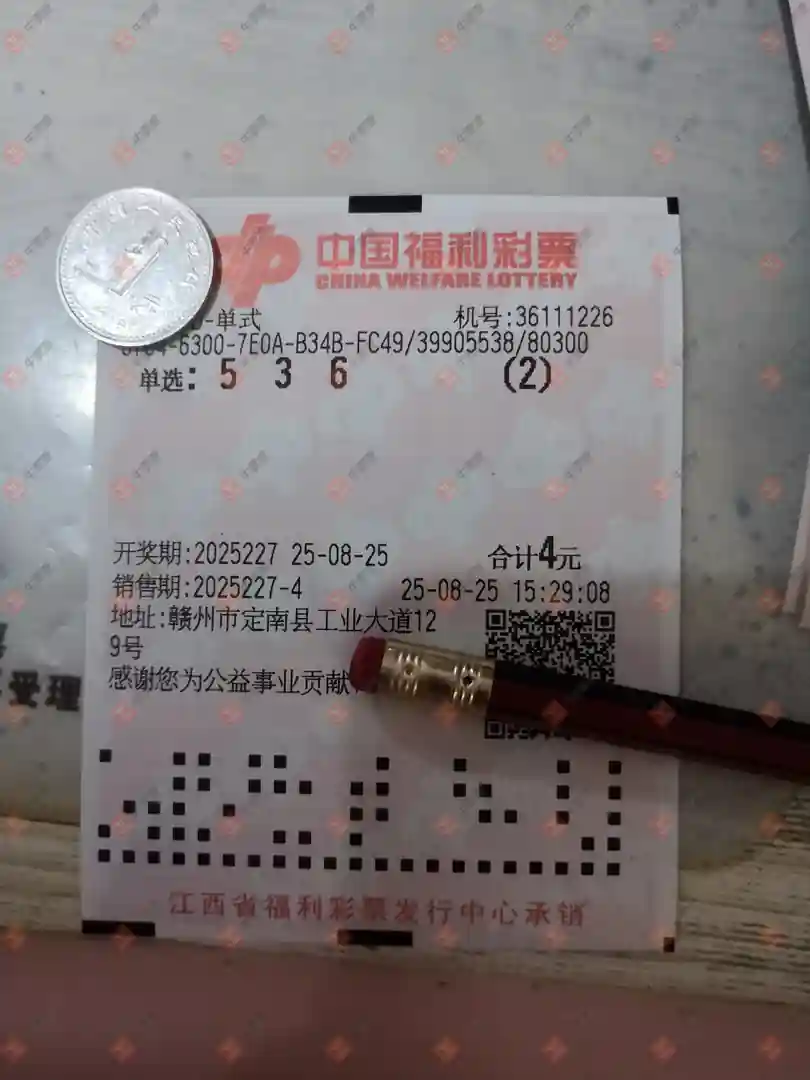 中国福利彩票
CHINA WELFARE LOTTERY
-单式 机号:36111226
-6300-7E0A-B34B-FC49/39905538/80300
单选: 5 3 6 (2)
开奖期:2025227 25-08-25 合计4元
销售期:2025227-4 25-08-25 15:29:08
地址:赣州市定南县工业大道12
9号
感谢您为公益事业贡献
受理
江西省福利彩票发行中心承销